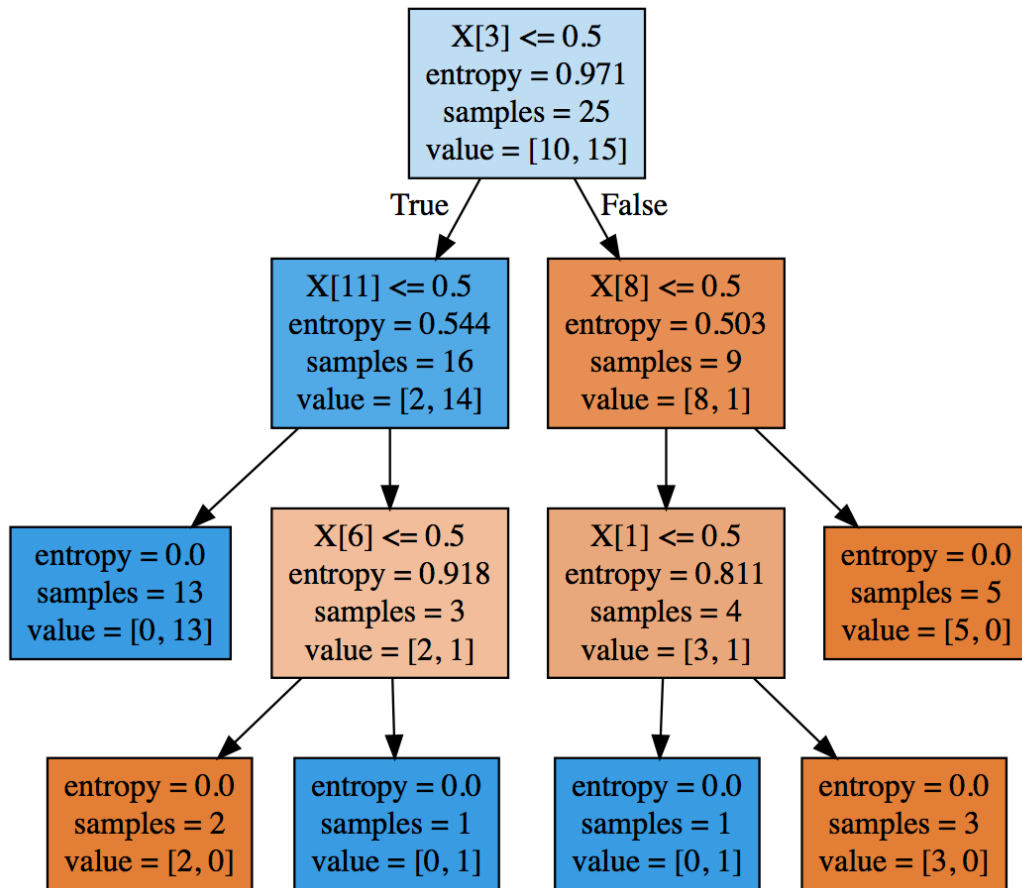 X[3] <= 0.5
entropy = 0.971
samples = 25
value = [10, 15]
True
False
X[11] <= 0.5
entropy = 0.544
samples = 16
value = [2, 14]
X[8] <= 0.5
entropy = 0.503
samples = 9
value = [8, 1]
entropy = 0.0
samples = 13
value = [0, 13]
X[6] <= 0.5
entropy = 0.918
samples = 3
value = [2, 1]
X[1] <= 0.5
entropy = 0.811
samples = 4
value = [3, 1]
entropy = 0.0
samples = 5
value = [5, 0]
entropy = 0.0
samples = 2
value = [2, 0]
entropy = 0.0
samples = 1
value = [0, 1]
entropy = 0.0
samples = 1
value = [0, 1]
entropy = 0.0
samples = 3
value = [3, 0]